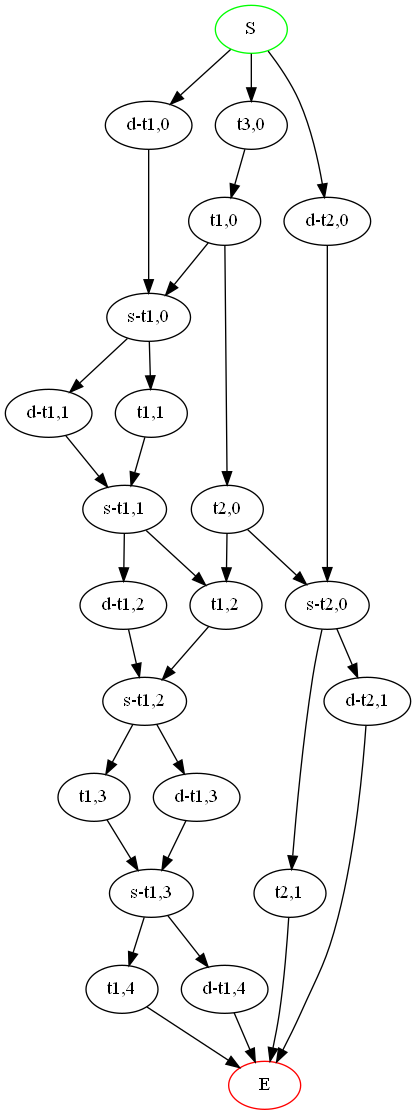 S
d-t1,0
t3,0
t1,0
d-t2,0
s-t1,0
d-t1,1
t1,1
s-t1,1
t2,0
d-t1,2
t1,2
s-t2,0
s-t1,2
d-t2,1
t1,3
d-t1,3
s-t1,3
t2,1
t1,4
d-t1,4
E